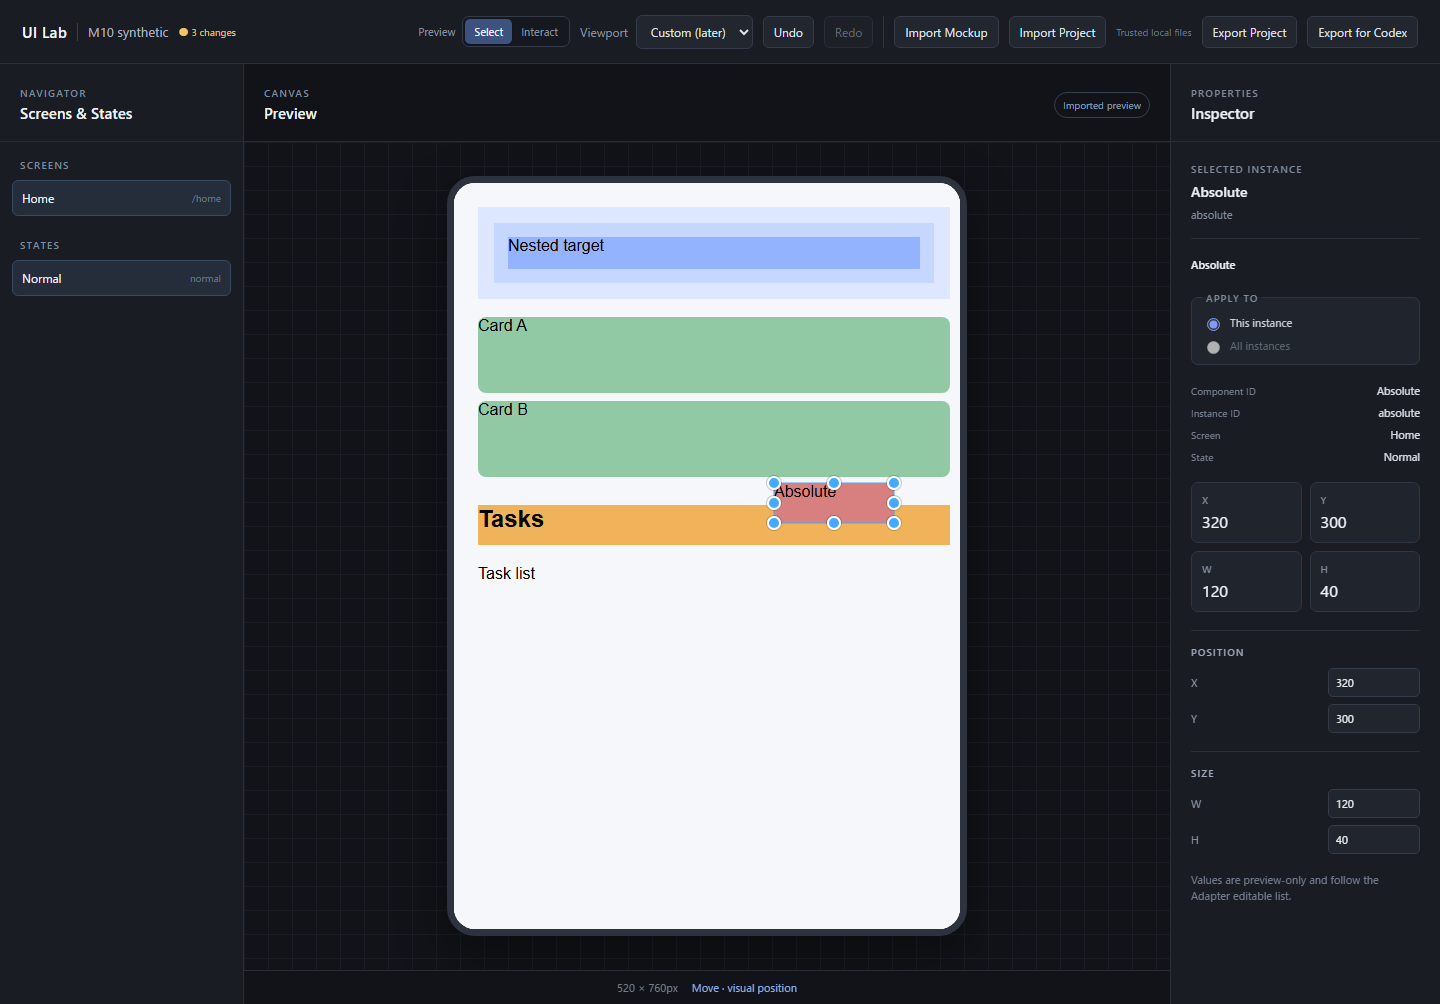 UI Lab
M10 synthetic
3 changes
Preview
Select
Interact
Viewport
Custom (later)
Undo
Redo
Import Mockup
Import Project
Trusted local files
Export Project
Export for Codex
NAVIGATOR
Screens & States
SCREENS
Home
/home
STATES
Normal
normal
CANVAS
Preview
Imported preview
Nested target
Card A
Card B
Absolute
Tasks
Task list
520 × 760px
Move · visual position
PROPERTIES
Inspector
SELECTED INSTANCE
Absolute
absolute
Absolute
APPLY TO
This instance
All instances
Component ID
Absolute
Instance ID
absolute
Screen
Home
State
Normal
X
320
Y
300
W
120
H
40
POSITION
X
320
Y
300
SIZE
W
120
H
40
Values are preview-only and follow the
Adapter editable list.